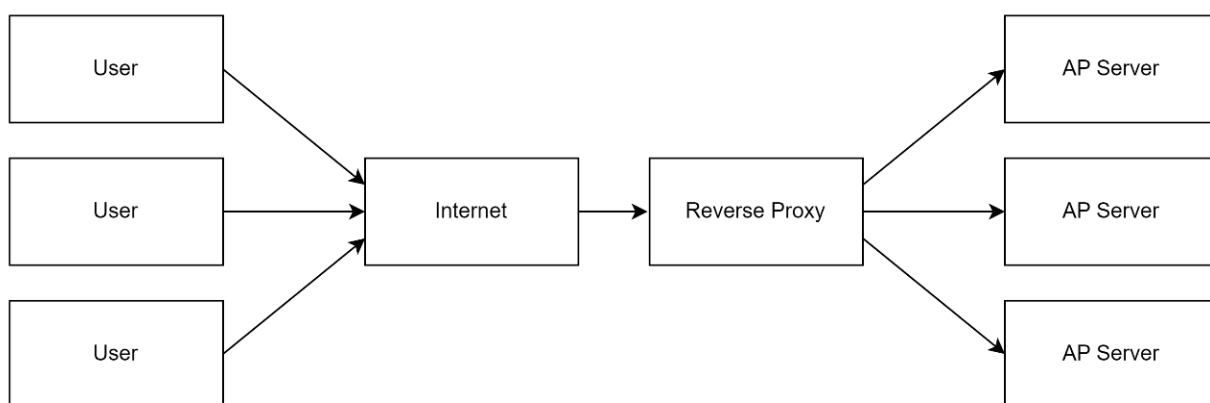 User
AP Server
User
Internet
Reverse Proxy
AP Server
User
AP Server